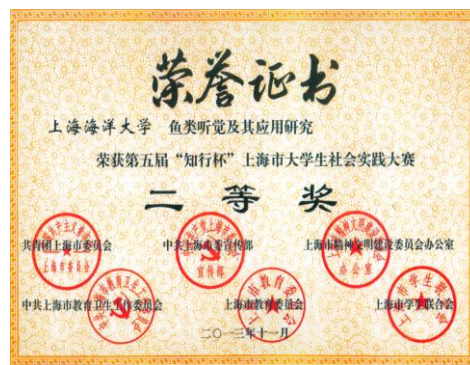 荣誉证书
上海海洋大学 鱼类听觉及其应用研究
荣获第五届“知行杯”上海市大学生社会实践大赛
二等奖
共青团上海市委员会 中共上海市委宣传部 上海市精神文明建设委员会办公室
中共上海市教育卫生工作委员会 上海市教育委员会 上海市学生联合会
二〇一三年十一月